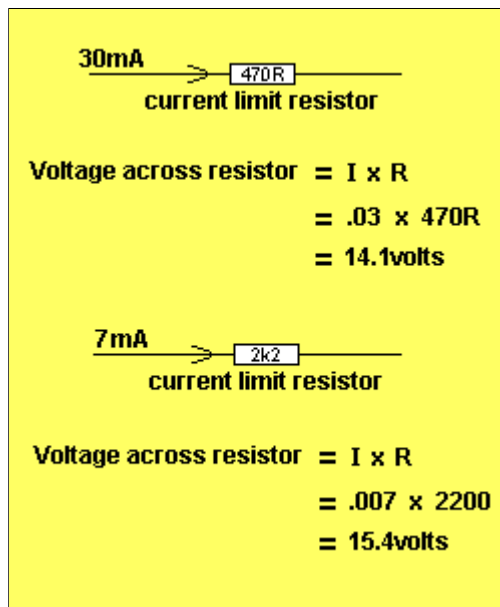 30mA
470R
current limit resistor
Voltage across resistor = I x R
= .03 x 470R
= 14.1volts
7mA
2k2
current limit resistor
Voltage across resistor = I x R
= .007 x 2200
= 15.4volts